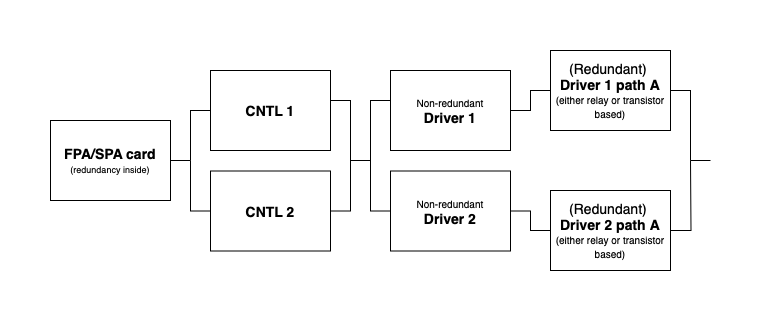 FPA/SPA card
(redundancy inside)
CNTL 1
CNTL 2
Non-redundant
Driver 1
Non-redundant
Driver 2
(Redundant)
Driver 1 path A
(either relay or transistor
based)
(Redundant)
Driver 2 path A
(either relay or transistor
based)